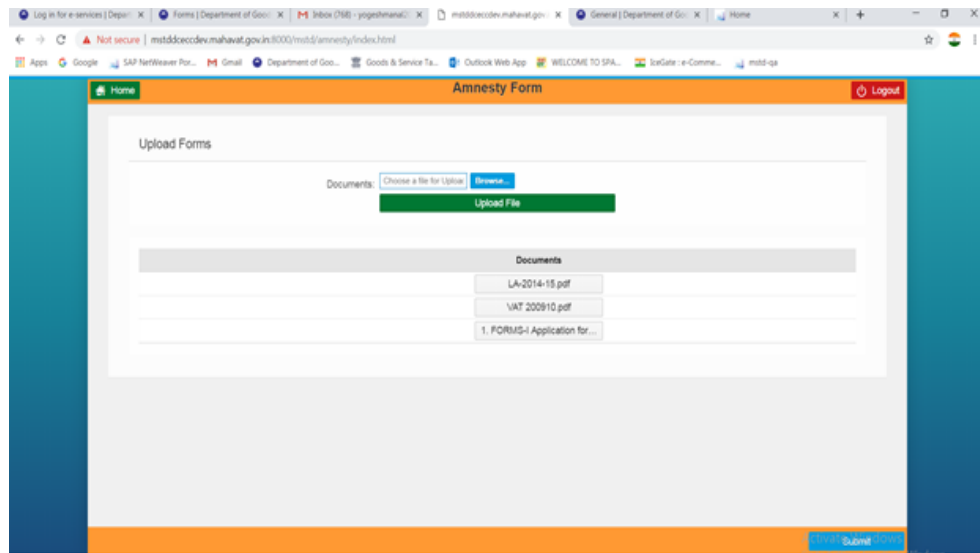 Log in for e-services | Depart
Forms | Department of Good
M Inbox (768) - yogeshmanal2
mstddceccdev.mahavat.gov.i
General | Department of Go
Home
Not secure | mstddceccdev.mahavat.gov.in:8000/mstd/amnesty/index.html
Apps Google SAP NetWeaver Por... Gmail Department of Goo... Goods & Service Ta... Outlook Web App WELCOME TO SPA... IceGate : e-Comme... mstd-qa
Home Amnesty Form Logout
Upload Forms
Documents: Choose a file for Upload Browse...
Upload File
Documents
LA-2014-15.pdf
VAT 200910.pdf
1. FORMS-I Application for...
Submit